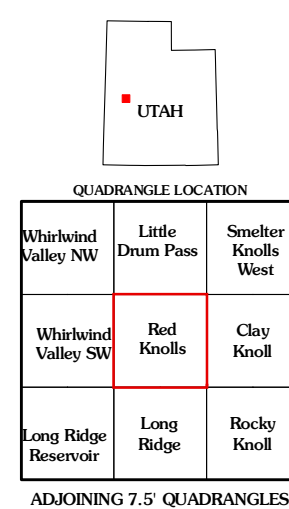 UTAH
QUADRANGLE LOCATION
Whirlwind Valley NW
Little Drum Pass
Smelter Knolls West
Whirlwind Valley SW
Red Knolls
Clay Knoll
Long Ridge Reservoir
Long Ridge
Rocky Knoll
ADJOINING 7.5' QUADRANGLES